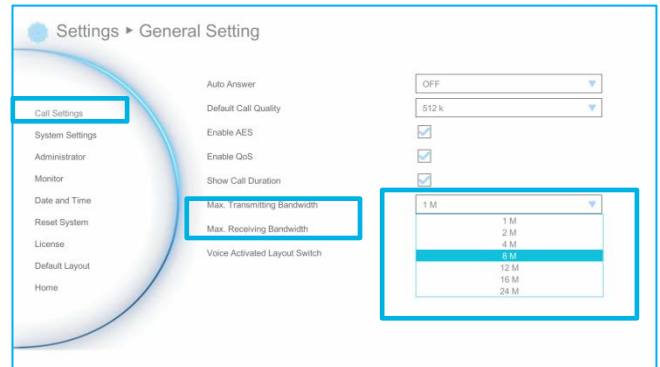 Settings ▸ General Setting
Call Settings
System Settings
Administrator
Monitor
Date and Time
Reset System
License
Default Layout
Home
Auto Answer OFF
Default Call Quality 512 k
Enable AES
Enable QoS
Show Call Duration
Max. Transmitting Bandwidth 1 M
Max. Receiving Bandwidth
Voice Activated Layout Switch
1 M
2 M
4 M
8 M
12 M
16 M
24 M